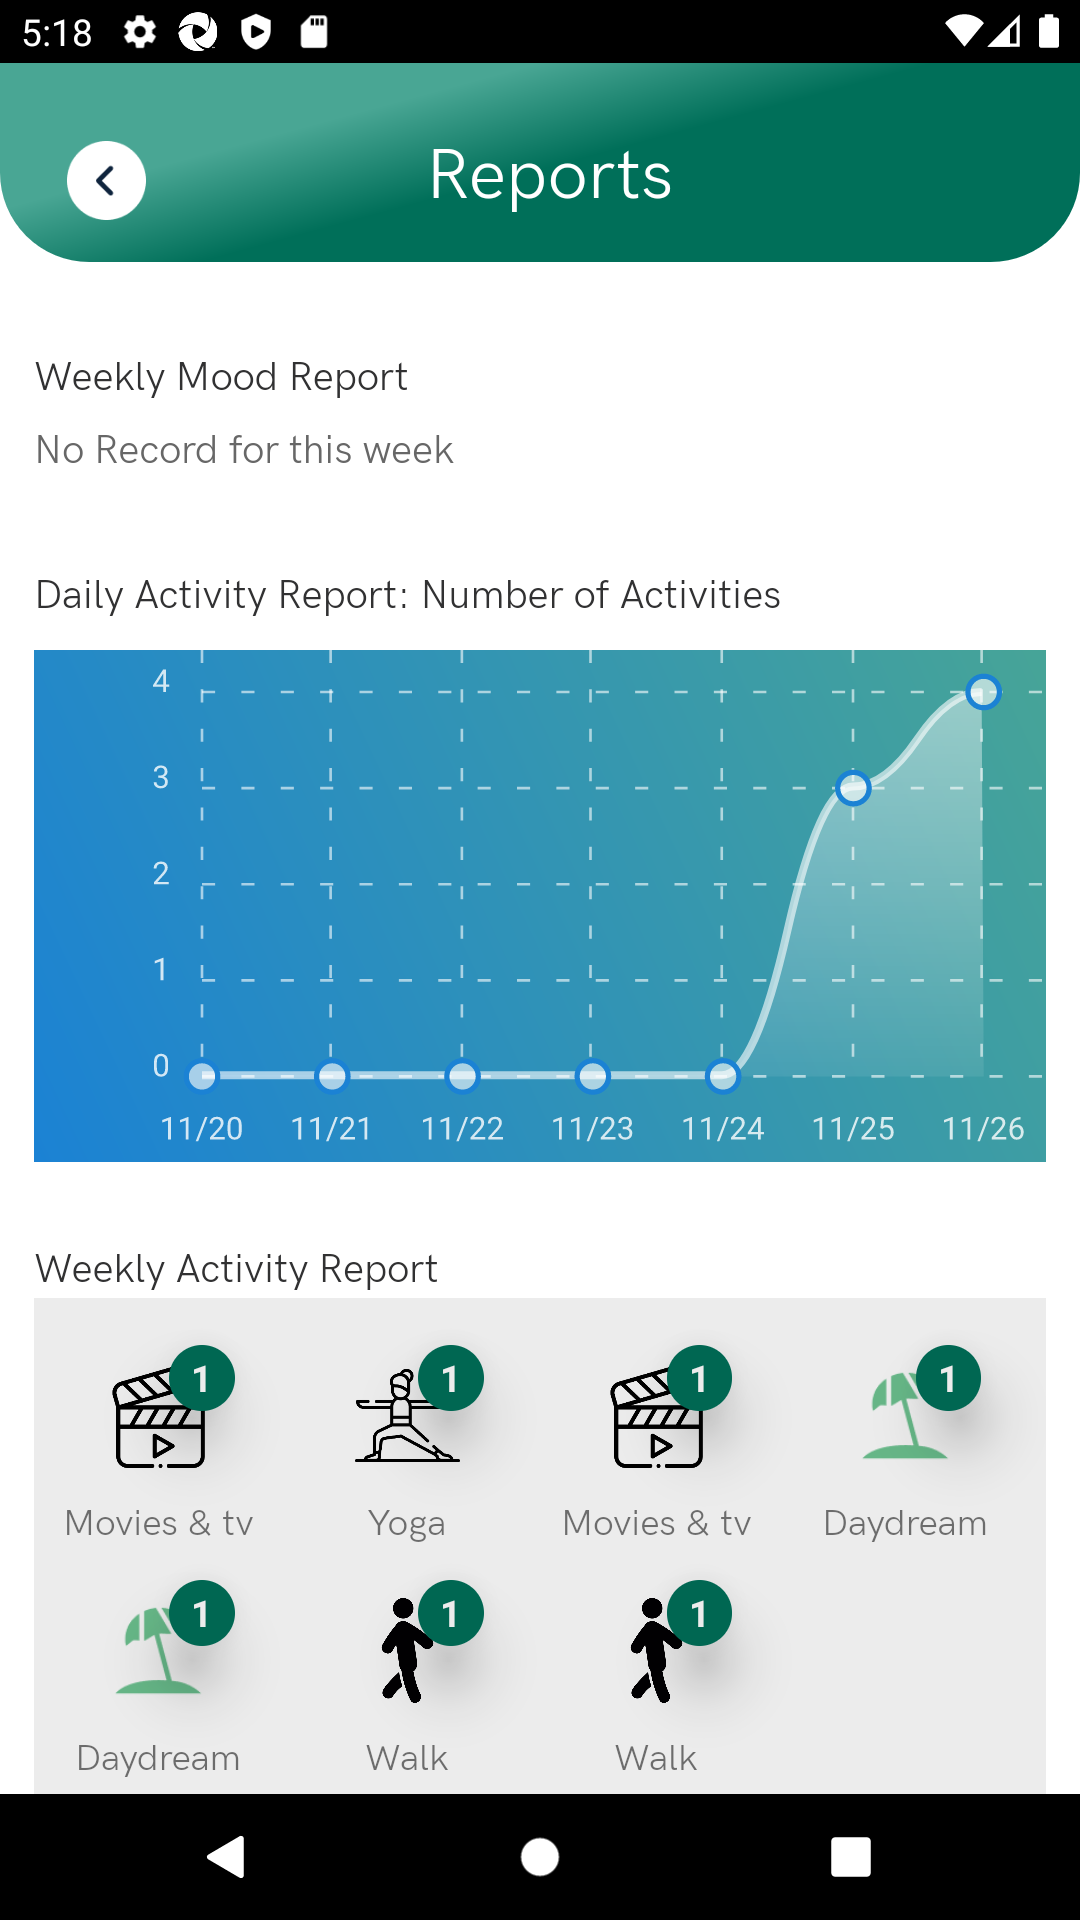 5:18
Reports
Weekly Mood Report
No Record for this week
Daily Activity Report: Number of Activities
4
3
2
1
0
11/20 11/21 11/22 11/23 11/24 11/25 11/26
Weekly Activity Report
1 1 1 1
Movies & tv Yoga Movies & tv Daydream
1 1 1
Daydream Walk Walk